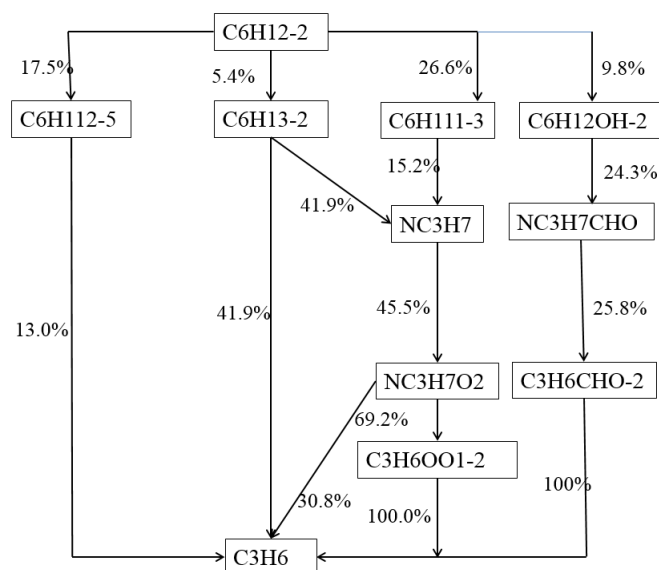 C6H12-2
17.5%
5.4%
26.6%
9.8%
C6H112-5
C6H13-2
C6H111-3
C6H12OH-2
15.2%
24.3%
41.9%
NC3H7
NC3H7CHO
13.0%
41.9%
45.5%
25.8%
NC3H7O2
C3H6CHO-2
69.2%
C3H6OO1-2
30.8%
100.0%
100%
C3H6